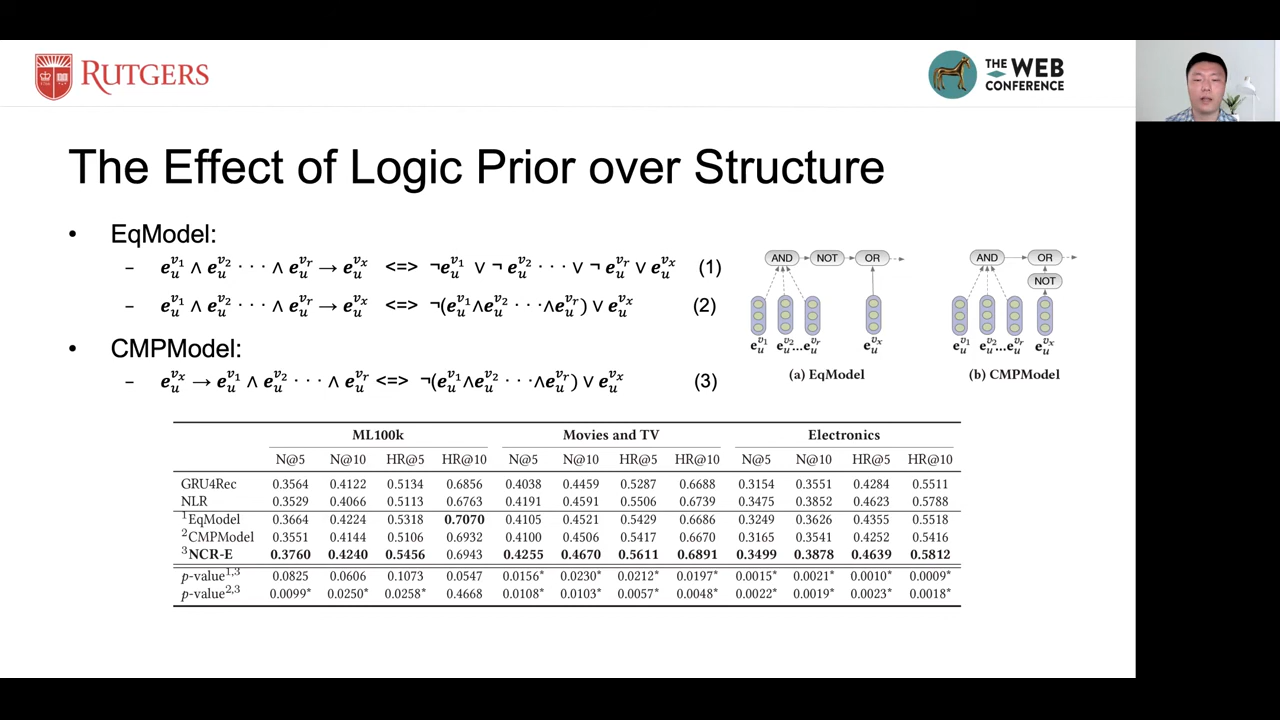 RUTGERS
THE WEB
CONFERENCE
The Effect of Logic Prior over Structure
• EqModel:
– e_u^{v_1} ∧ e_u^{v_2} · · · ∧ e_u^{v_r} → e_u^{v_x} <=> ¬e_u^{v_1} ∨ ¬ e_u^{v_2} · · · ∨ ¬ e_u^{v_r} ∨ e_u^{v_x} (1)
– e_u^{v_1} ∧ e_u^{v_2} · · · ∧ e_u^{v_r} → e_u^{v_x} <=> ¬(e_u^{v_1}∧e_u^{v_2} · · ·∧e_u^{v_r}) ∨ e_u^{v_x} (2)
• CMPModel:
– e_u^{v_x} → e_u^{v_1} ∧ e_u^{v_2} · · · ∧ e_u^{v_r} <=> ¬(e_u^{v_1}∧e_u^{v_2} · · ·∧e_u^{v_r}) ∨ e_u^{v_x} (3)
AND NOT OR
e_u^{v_1} e_u^{v_2}...e_u^{v_r} e_u^{v_x}
(a) EqModel
AND OR
NOT
e_u^{v_1} e_u^{v_2}...e_u^{v_r} e_u^{v_x}
(b) CMPModel
ML100k Movies and TV Electronics
N@5 N@10 HR@5 HR@10 N@5 N@10 HR@5 HR@10 N@5 N@10 HR@5 HR@10
GRU4Rec 0.3564 0.4122 0.5134 0.6856 0.4038 0.4459 0.5287 0.6688 0.3154 0.3551 0.4284 0.5511
NLR 0.3529 0.4066 0.5113 0.6763 0.4191 0.4591 0.5506 0.6739 0.3475 0.3852 0.4623 0.5788
¹EqModel 0.3664 0.4224 0.5318 0.7070 0.4105 0.4521 0.5429 0.6686 0.3249 0.3626 0.4355 0.5518
²CMPModel 0.3551 0.4144 0.5106 0.6932 0.4100 0.4506 0.5417 0.6670 0.3165 0.3541 0.4252 0.5416
³NCR-E 0.3760 0.4240 0.5456 0.6943 0.4255 0.4670 0.5611 0.6891 0.3499 0.3878 0.4639 0.5812
p-value^{1,3} 0.0825 0.0606 0.1073 0.0547 0.0156* 0.0230* 0.0212* 0.0197* 0.0015* 0.0021* 0.0010* 0.0009*
p-value^{2,3} 0.0099* 0.0250* 0.0258* 0.4668 0.0108* 0.0103* 0.0057* 0.0048* 0.0022* 0.0019* 0.0023* 0.0018*